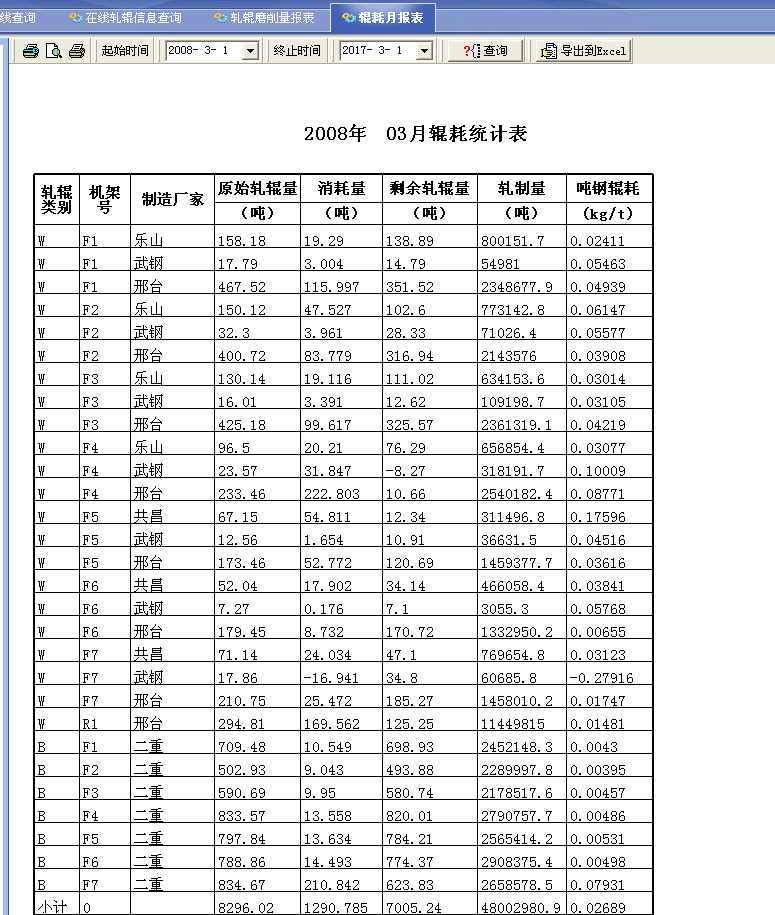 线查询 在线轧辊信息查询 轧辊磨削量报表 辊耗月报表
起始时间 2008- 3- 1 终止时间 2017- 3- 1 ?{} 查询 导出到Excel
2008年 03月辊耗统计表
轧辊类别 机架号 制造厂家 原始轧辊量 消耗量 剩余轧辊量 轧制量 吨钢辊耗
(吨) (吨) (吨) (吨) (kg/t)
W F1 乐山 158.18 19.29 138.89 800151.7 0.02411
W F1 武钢 17.79 3.004 14.79 54981 0.05463
W F1 邢台 467.52 115.997 351.52 2348677.9 0.04939
W F2 乐山 150.12 47.527 102.6 773142.8 0.06147
W F2 武钢 32.3 3.961 28.33 71026.4 0.05577
W F2 邢台 400.72 83.779 316.94 2143576 0.03908
W F3 乐山 130.14 19.116 111.02 634153.6 0.03014
W F3 武钢 16.01 3.391 12.62 109198.7 0.03105
W F3 邢台 425.18 99.617 325.57 2361319.1 0.04219
W F4 乐山 96.5 20.21 76.29 656854.4 0.03077
W F4 武钢 23.57 31.847 -8.27 318191.7 0.10009
W F4 邢台 233.46 222.803 10.66 2540182.4 0.08771
W F5 共昌 67.15 54.811 12.34 311496.8 0.17596
W F5 武钢 12.56 1.654 10.91 36631.5 0.04516
W F5 邢台 173.46 52.772 120.69 1459377.7 0.03616
W F6 共昌 52.04 17.902 34.14 466058.4 0.03841
W F6 武钢 7.27 0.176 7.1 3055.3 0.05768
W F6 邢台 179.45 8.732 170.72 1332950.2 0.00655
W F7 共昌 71.14 24.034 47.1 769654.8 0.03123
W F7 武钢 17.86 -16.941 34.8 60685.8 -0.27916
W F7 邢台 210.75 25.472 185.27 1458010.2 0.01747
W R1 邢台 294.81 169.562 125.25 11449815 0.01481
B F1 二重 709.48 10.549 698.93 2452148.3 0.0043
B F2 二重 502.93 9.043 493.88 2289997.8 0.00395
B F3 二重 590.69 9.95 580.74 2178517.6 0.00457
B F4 二重 833.57 13.558 820.01 2790757.7 0.00486
B F5 二重 797.84 13.634 784.21 2565414.2 0.00531
B F6 二重 788.86 14.493 774.37 2908375.4 0.00498
B F7 二重 834.67 210.842 623.83 2658578.5 0.07931
小计 0 8296.02 1290.785 7005.24 48002980.9 0.02689